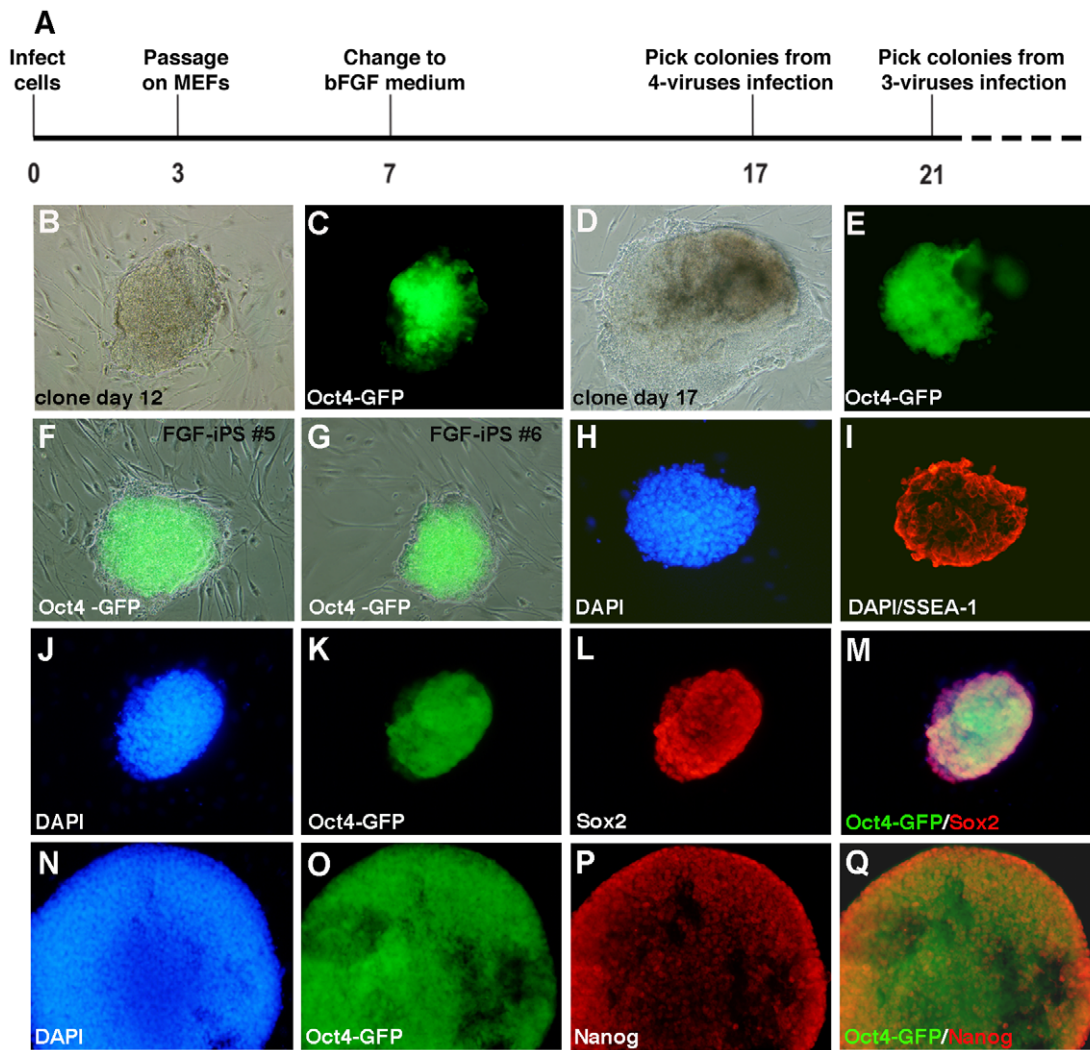 A
Infect
cells
Passage
on MEFs
Change to
bFGF medium
Pick colonies from
4-viruses infection
Pick colonies from
3-viruses infection
0
3
7
17
21
B
clone day 12
C
Oct4-GFP
D
clone day 17
E
Oct4-GFP
F
FGF-iPS #5
Oct4 -GFP
G
FGF-iPS #6
Oct4 -GFP
H
DAPI
I
DAPI/SSEA-1
J
DAPI
K
Oct4-GFP
L
Sox2
M
Oct4-GFP/Sox2
N
DAPI
O
Oct4-GFP
P
Nanog
Q
Oct4-GFP/Nanog